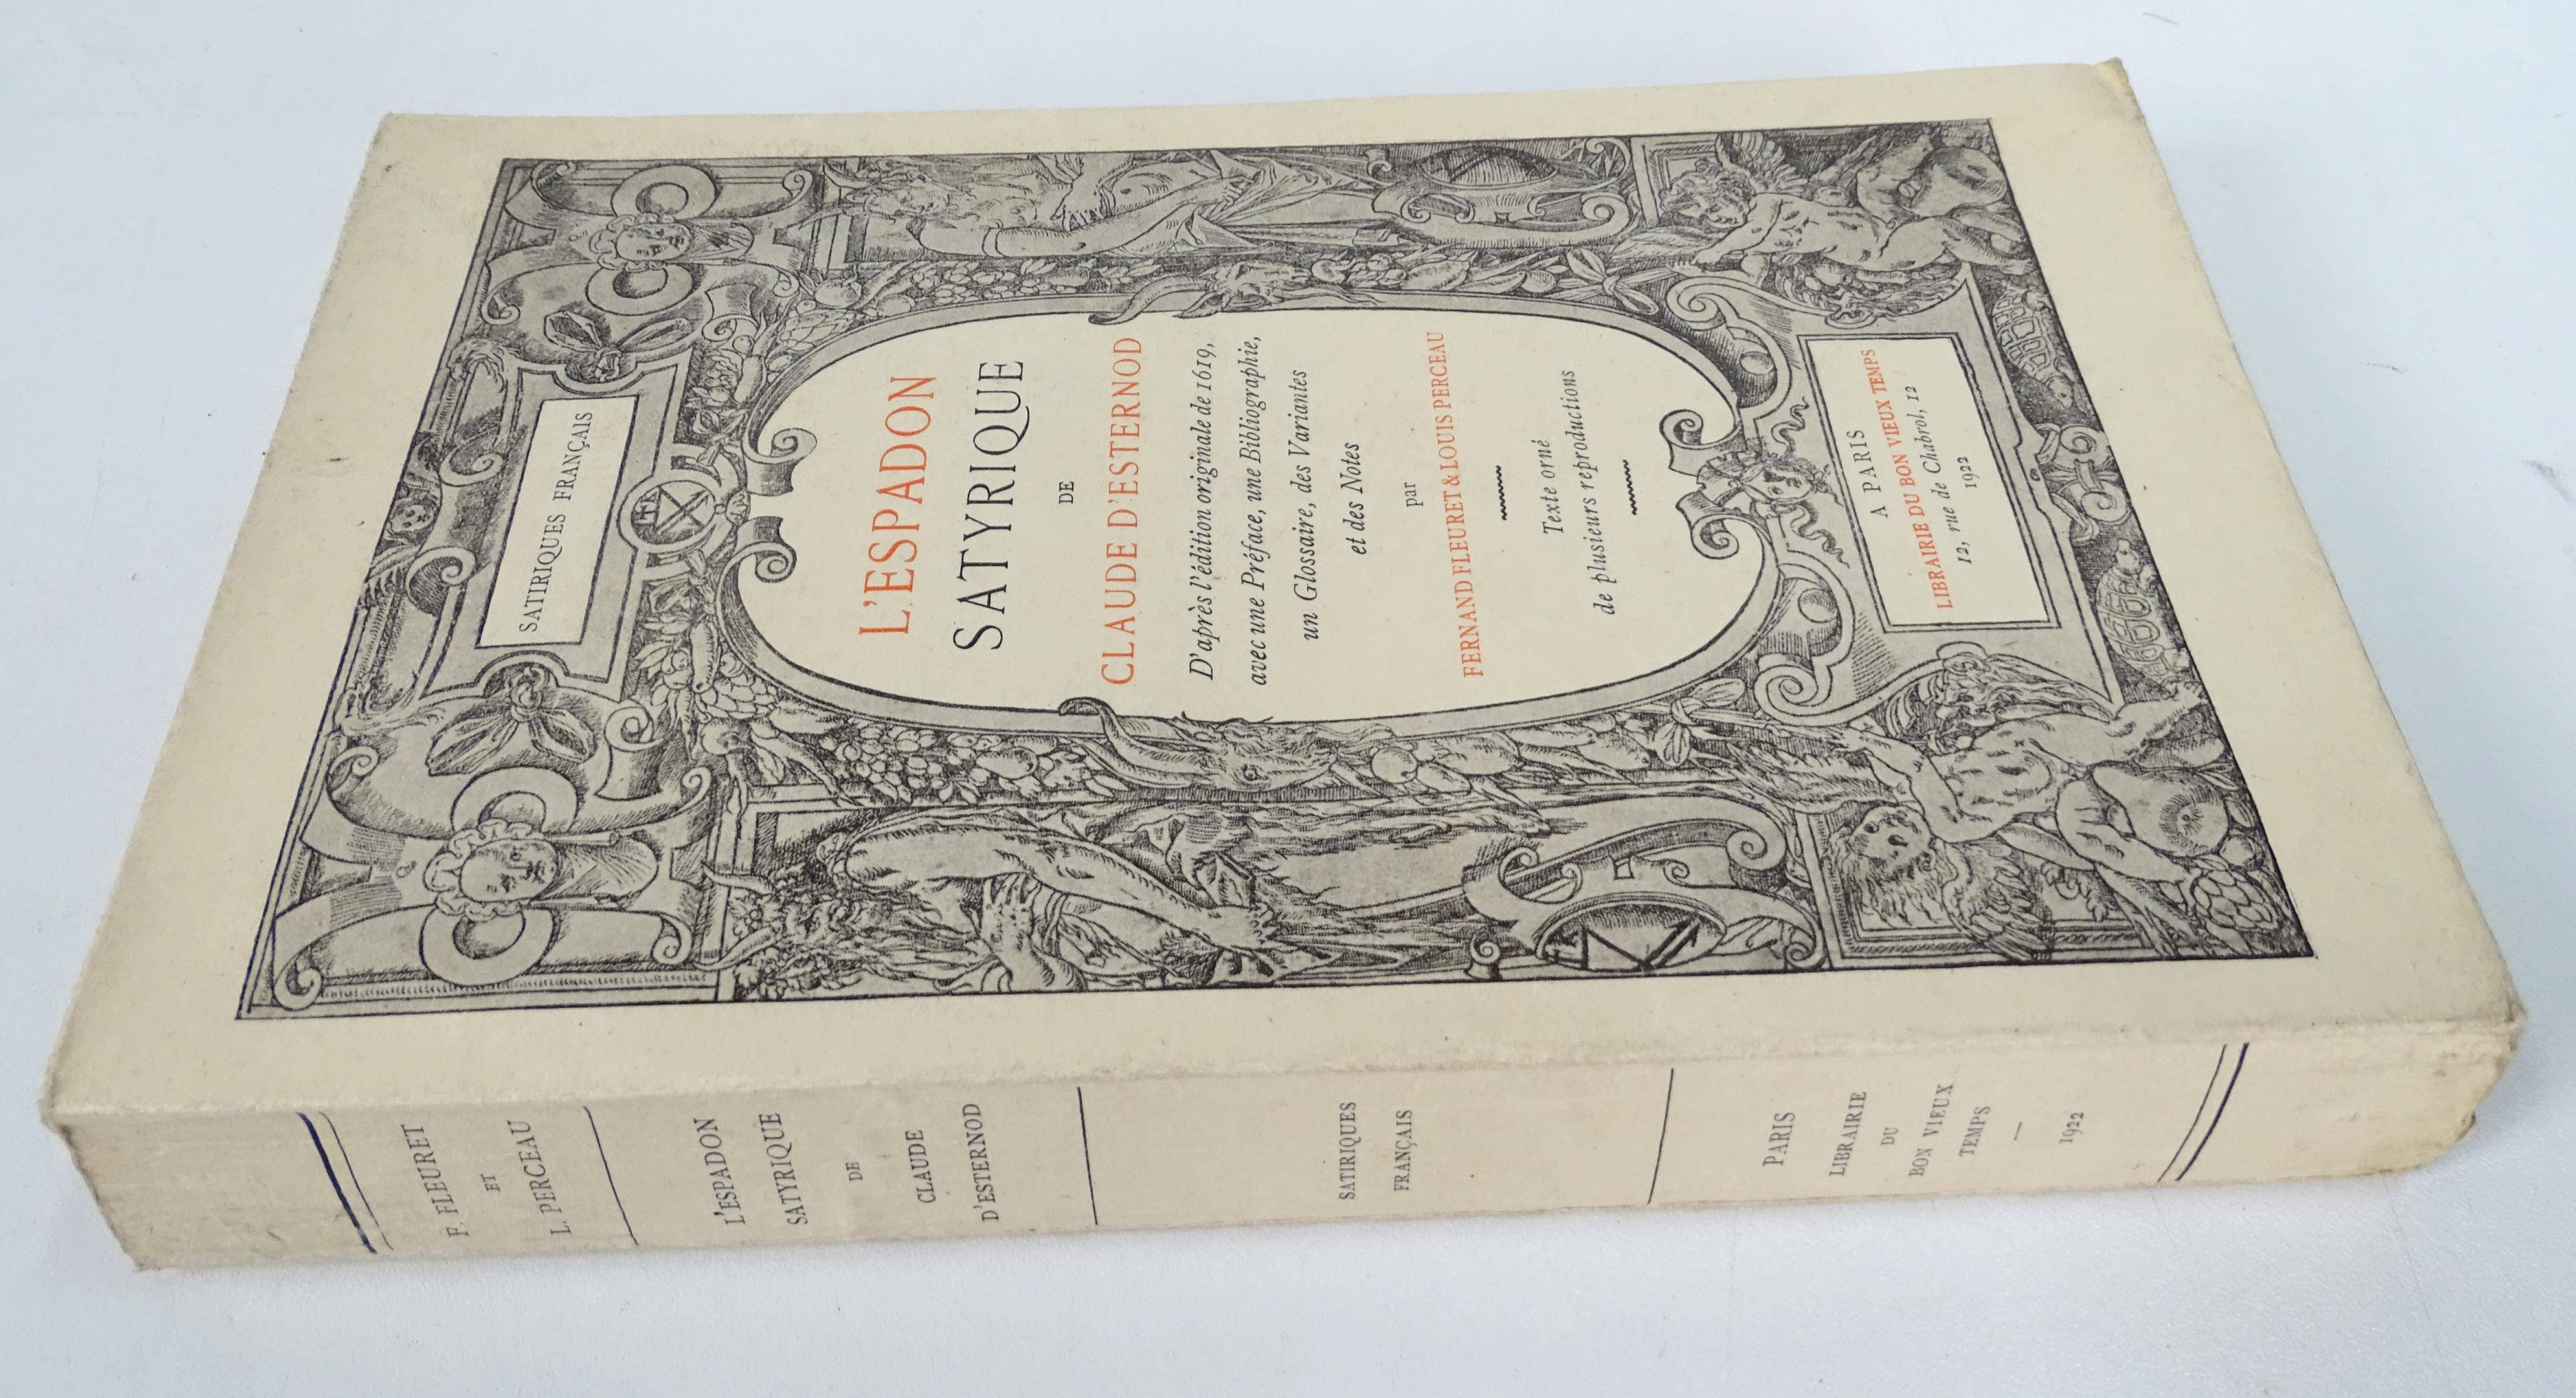 SATIRIQUES FRANÇAIS
L'ESPADON
SATYRIQUE
DE
CLAUDE D'ESTERNOD
D'après l'édition originale de 1619,
avec une Préface, une Bibliographie,
un Glossaire, des Variantes
et des Notes
par
FERNAND FLEURET & LOUIS PERCEAU
Texte orné
de plusieurs reproductions
A PARIS
LIBRAIRIE DU BON VIEUX TEMPS
12, rue de Chabrol, 12
1922
F. FLEURET
ET
L. PERCEAU
L'ESPADON
SATYRIQUE
DE
CLAUDE
D'ESTERNOD
SATIRIQUES
FRANÇAIS
PARIS
LIBRAIRIE
DU
BON VIEUX
TEMPS
—
1922